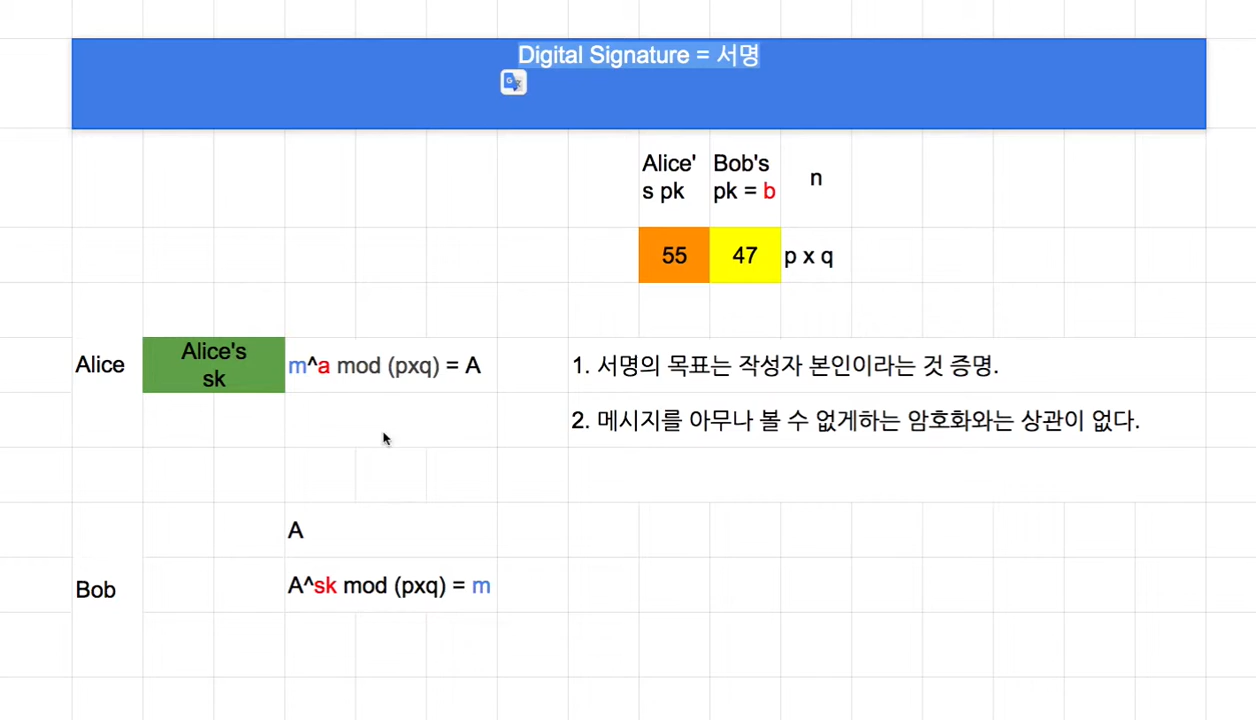 Digital Signature = 서명
Alice'
s pk
Bob's
pk = b
n
55
47
p x q
Alice
Alice's
sk
m^a mod (pxq) = A
1. 서명의 목표는 작성자 본인이라는 것 증명.
2. 메시지를 아무나 볼 수 없게하는 암호화와는 상관이 없다.
A
Bob
A^sk mod (pxq) = m